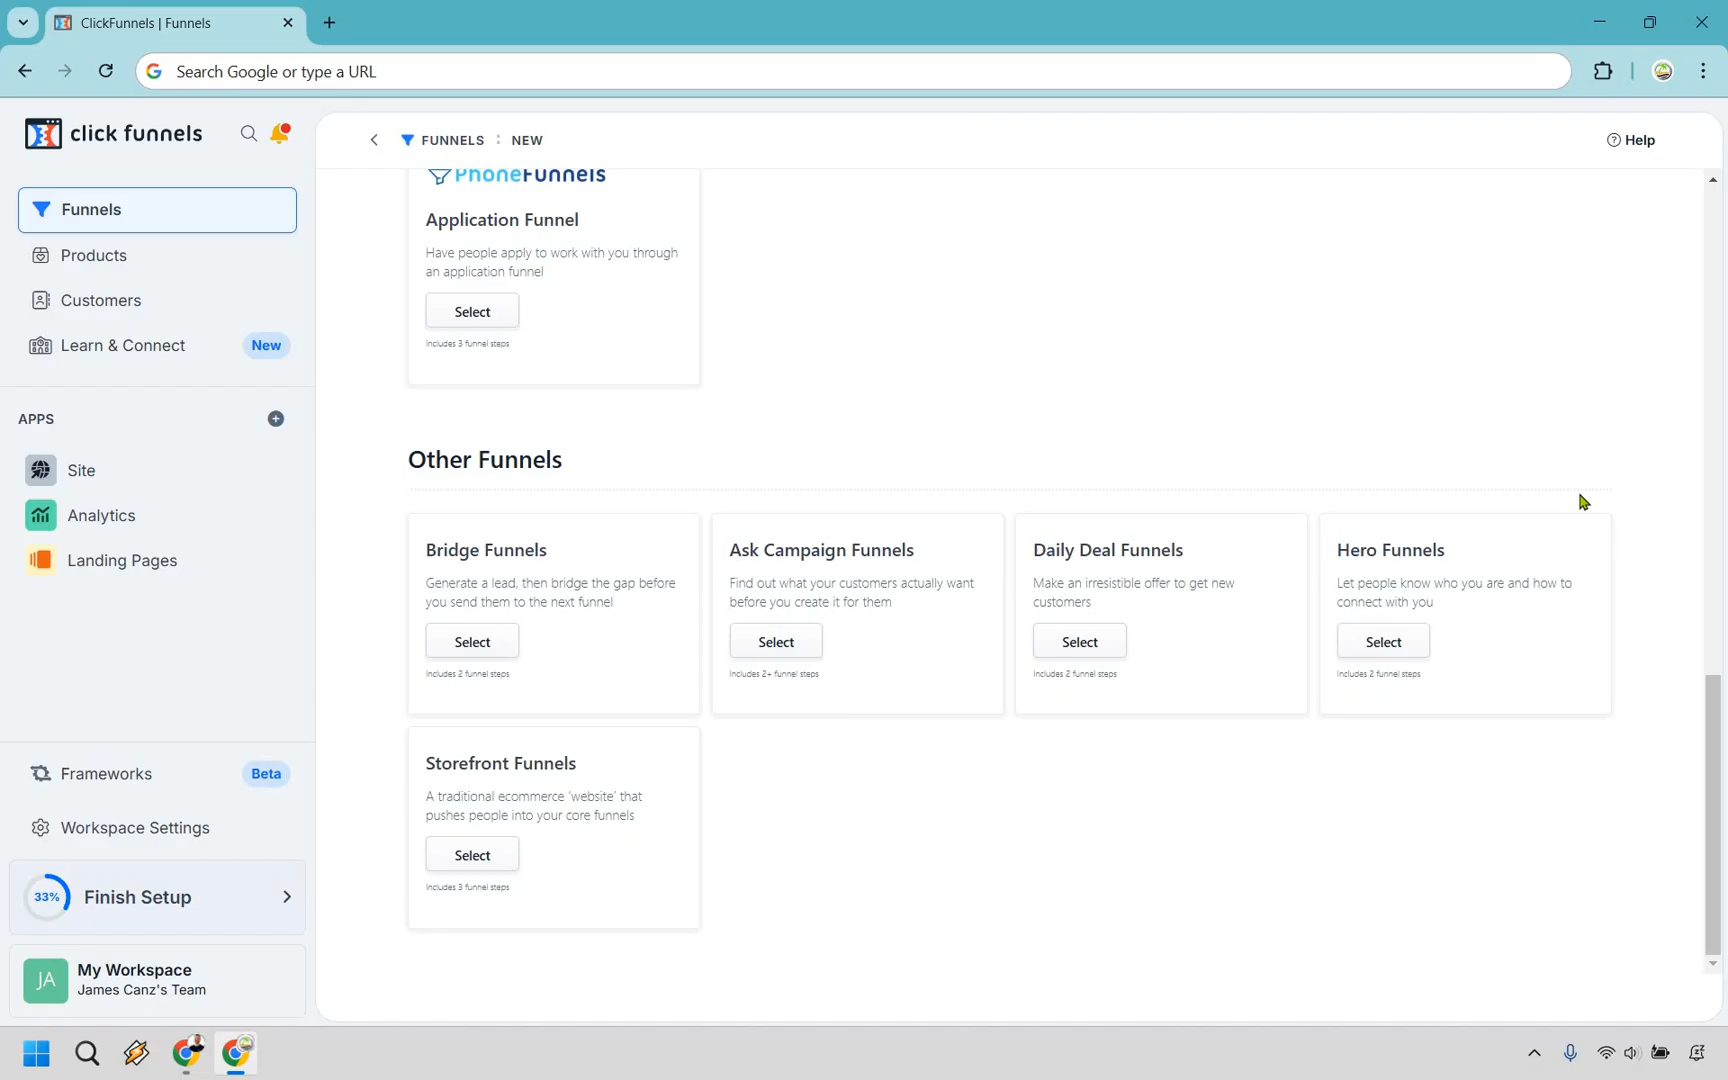 ClickFunnels | Funnels
Search Google or type a URL
click funnels
FUNNELS : NEW
Help
Funnels
Products
Customers
Learn & Connect New
APPS
Site
Analytics
Landing Pages
Frameworks Beta
Workspace Settings
33% Finish Setup
JA
My Workspace
James Canz's Team
PhoneFunnels
Application Funnel
Have people apply to work with you through
an application funnel
Select
Includes 3 funnel steps
Other Funnels
Bridge Funnels
Generate a lead, then bridge the gap before
you send them to the next funnel
Select
Includes 2 funnel steps
Ask Campaign Funnels
Find out what your customers actually want
before you create it for them
Select
Includes 2+ funnel steps
Daily Deal Funnels
Make an irresistible offer to get new
customers
Select
Includes 2 funnel steps
Hero Funnels
Let people know who you are and how to
connect with you
Select
Includes 2 funnel steps
Storefront Funnels
A traditional ecommerce ‘website’ that
pushes people into your core funnels
Select
Includes 3 funnel steps